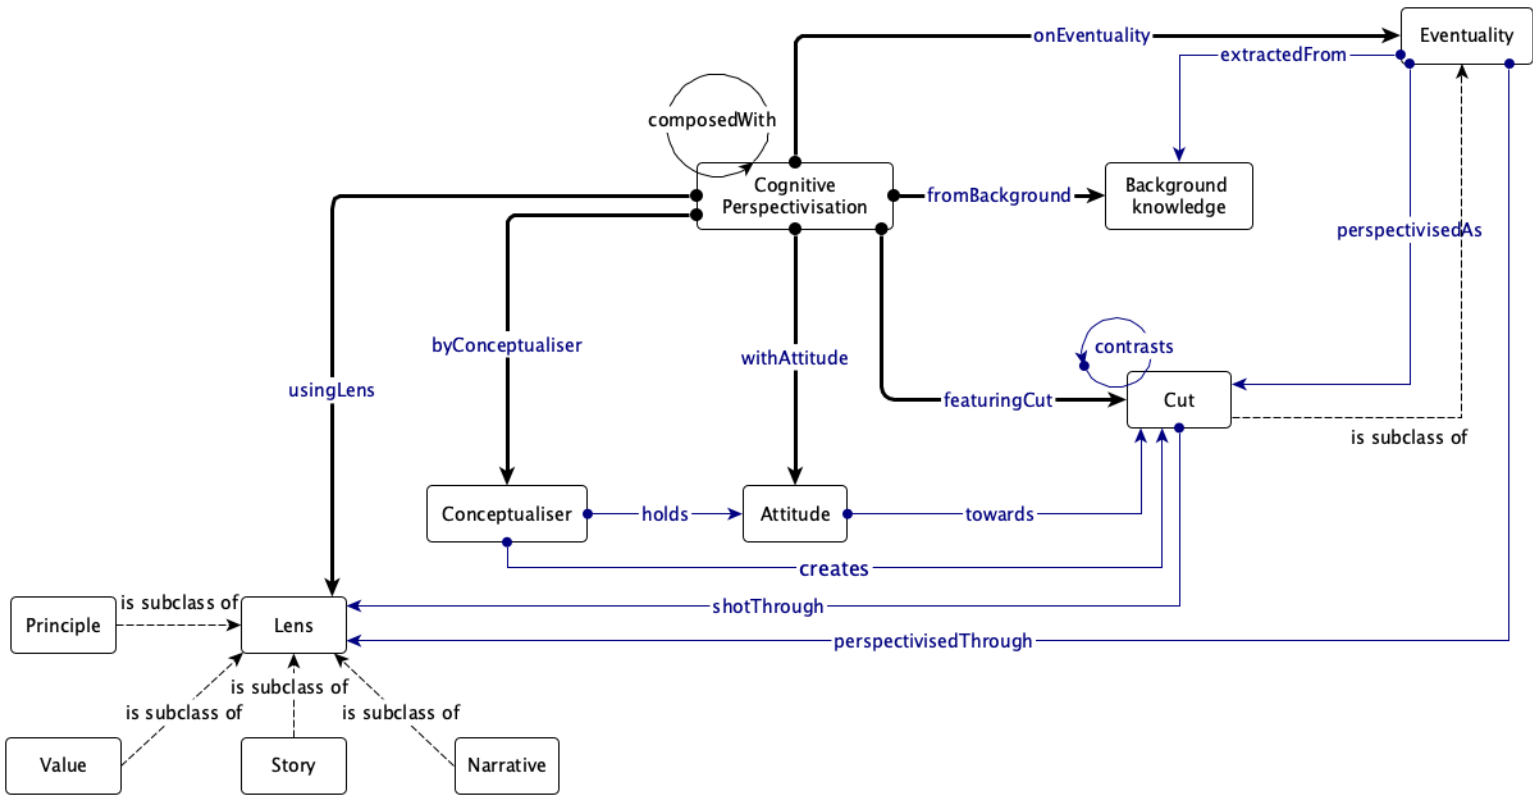 onEventuality
Eventuality
extractedFrom
composedWith
Cognitive
Perspectivisation
fromBackground
Background
knowledge
perspectivisedAs
byConceptualiser
withAttitude
contrasts
usingLens
featuringCut
Cut
is subclass of
Conceptualiser
holds
Attitude
towards
creates
is subclass of
shotThrough
Principle
Lens
perspectivisedThrough
is subclass of
is subclass of
is subclass of
Value
Story
Narrative